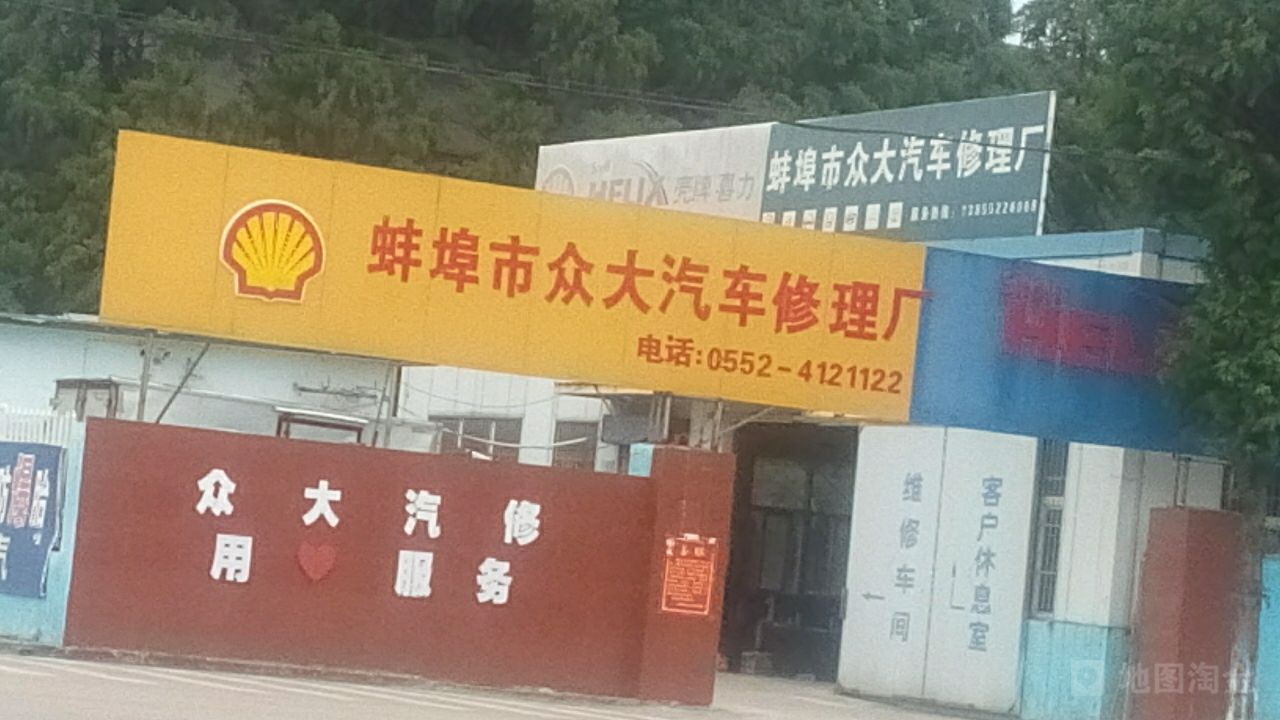 蚌埠市众大汽车修理厂
HELIX 壳牌 喜力
蚌埠市众大汽车修理厂
电话:0552-4121122
众大汽修
用❤服务
维修车间
←
客户休息室
胎
地图淘金